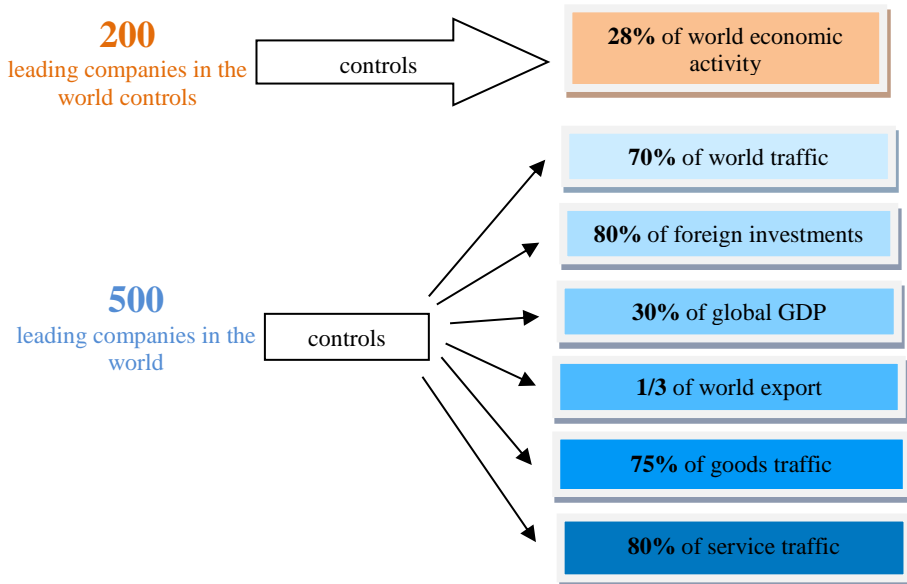 200
leading companies in the
world controls
controls
28% of world economic
activity
500
leading companies in the
world
controls
70% of world traffic
80% of foreign investments
30% of global GDP
1/3 of world export
75% of goods traffic
80% of service traffic